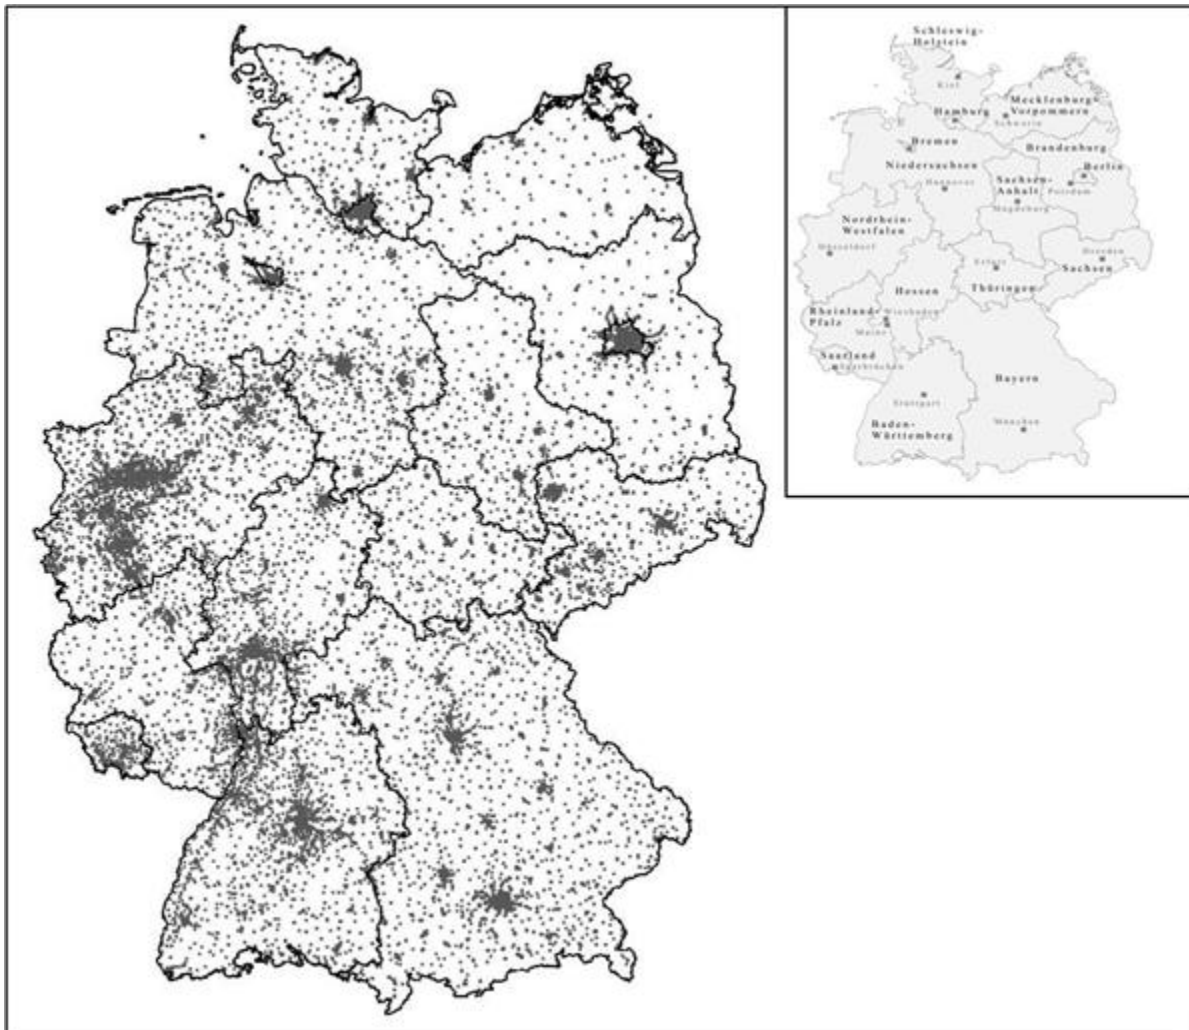 Schleswig-
Holstein
Kiel
Mecklenburg-
Vorpommern
Hamburg
Schwerin
Bremen
Brandenburg
Niedersachsen
Berlin
Hannover
Sachsen-
Anhalt
Potsdam
Magdeburg
Nordrhein-
Westfalen
Düsseldorf
Dresden
Erfurt
Sachsen
Hessen
Thüringen
Rheinland-
Pfalz
Wiesbaden
Mainz
Saarland
Saarbrücken
Bayern
Stuttgart
München
Baden-
Württemberg